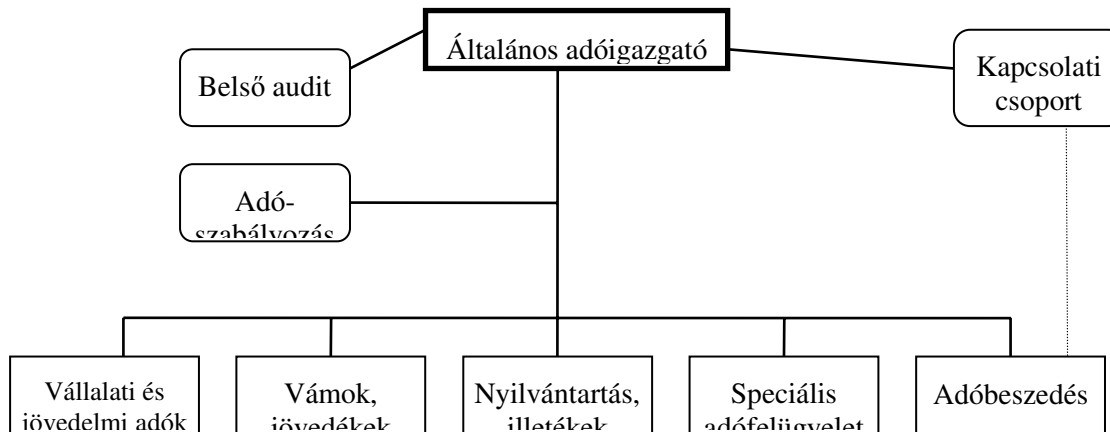 Általános adóigazgató
Belső audit
Kapcsolati
csoport
Adó-
szabályozás
Vállalati és
jövedelmi adók
Vámok,
jövedékek
Nyilvántartás,
illetékek
Speciális
adófelügyelet
Adóbeszedés